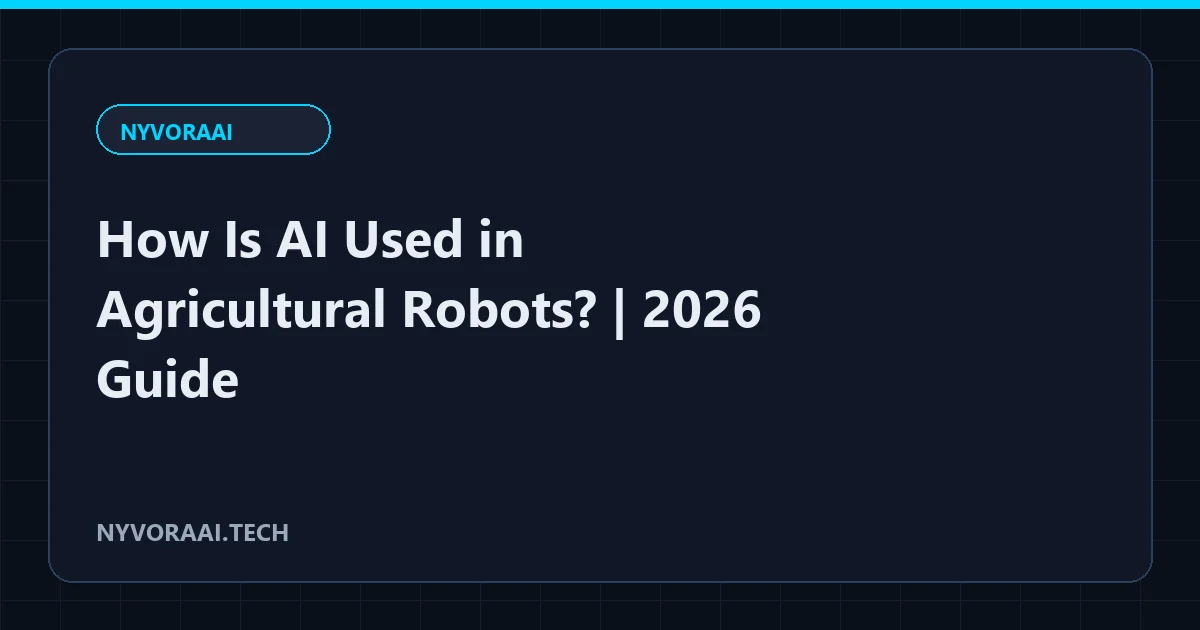 NYVORAAI
How Is AI Used in
Agricultural Robots? | 2026
Guide
NYVORAAI.TECH